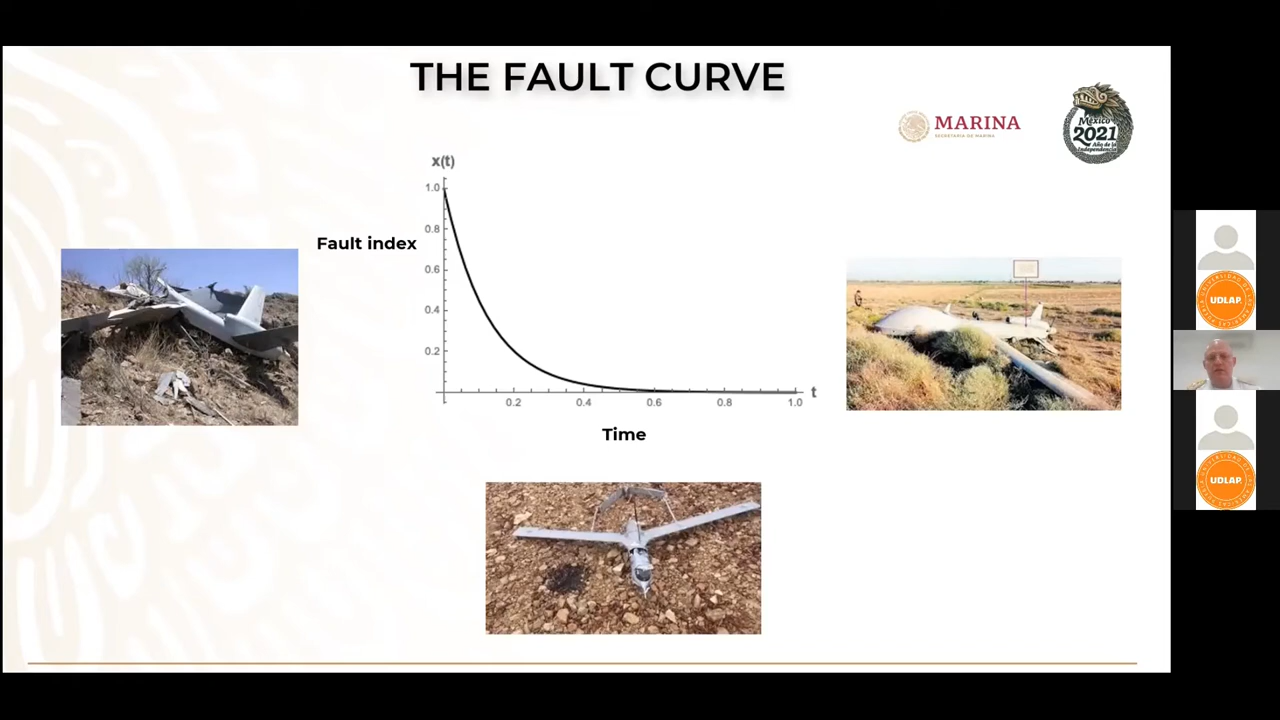 THE FAULT CURVE
MARINA
SECRETARÍA DE MARINA
México
2021
Año de la
Independencia
x(t)
1.0
0.8
0.6
0.4
0.2
Fault index
0.2 0.4 0.6 0.8 1.0 t
Time
UDLAP
UDLAP